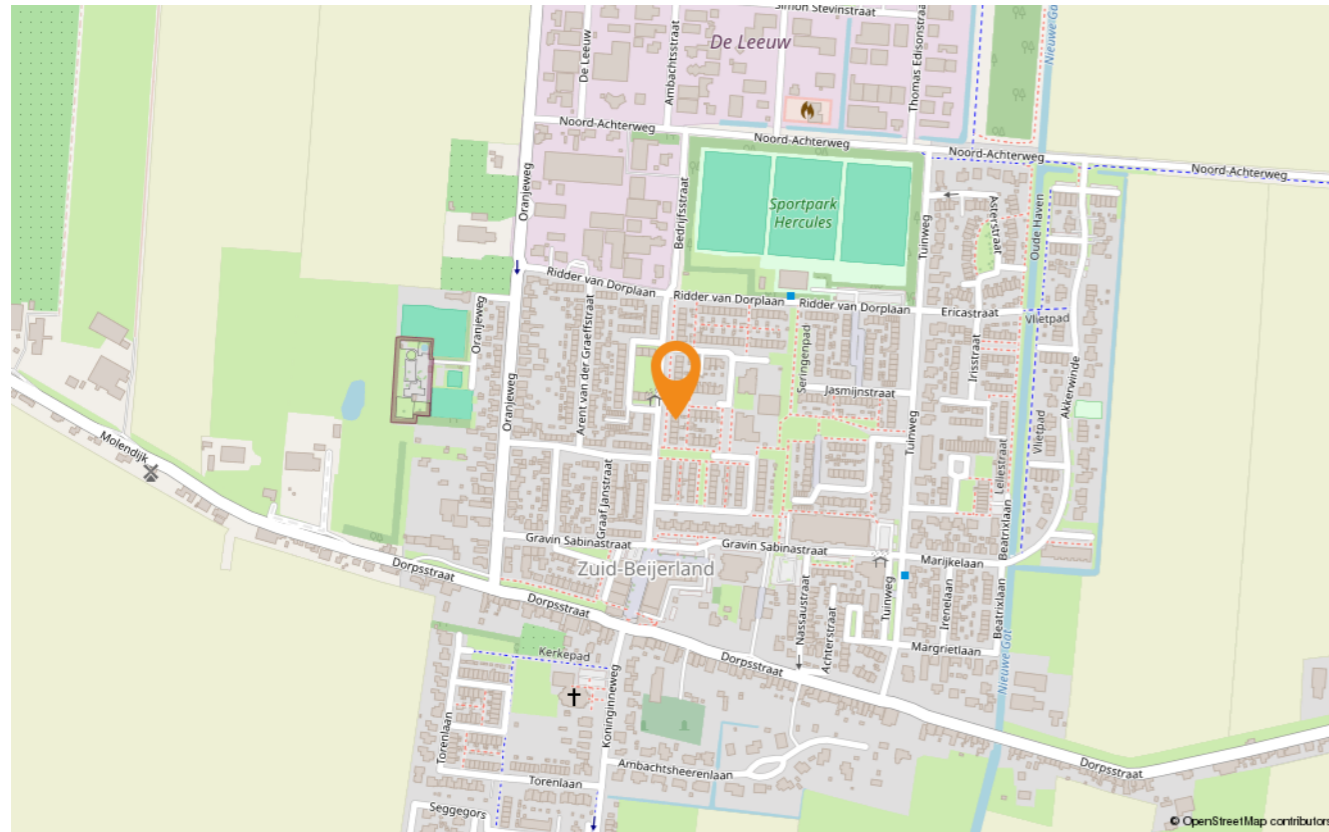 Simon Stevinstraat
De Leeuw
De Leeuw
Ambachtsstraat
Thomas Edisonstraat
Nieuwe Gat
Noord-Achterweg
Noord-Achterweg
Noord-Achterweg
Noord-Achterweg
Oranjeweg
Bedrijfsstraat
Sportpark
Hercules
Tuinweg
Asterstraat
Oude Haven
Ridder van Dorplaan
Ridder van Dorplaan
Ridder van Dorplaan
Ericastraat
Vlietpad
Oranjeweg
Arent van der Graeffstraat
Seringenpad
Irisstraat
Akkerwinde
Jasmijnstraat
Oranjeweg
Tuinweg
Vlietpad
Molendijk
Leliestraat
Graaf Janstraat
Beatrixlaan
Gravin Sabinastraat
Gravin Sabinastraat
Marijkelaan
Zuid-Beijerland
Dorpsstraat
Dorpsstraat
Nassaustraat
Achterstraat
Tuinweg
Irenelaan
Beatrixlaan
Margrietlaan
Kerkepad
Dorpsstraat
Nieuwe Gat
Koninginneweg
Torenlaan
Ambachtsheerenlaan
Dorpsstraat
Torenlaan
Seggegors
© OpenStreetMap contributors